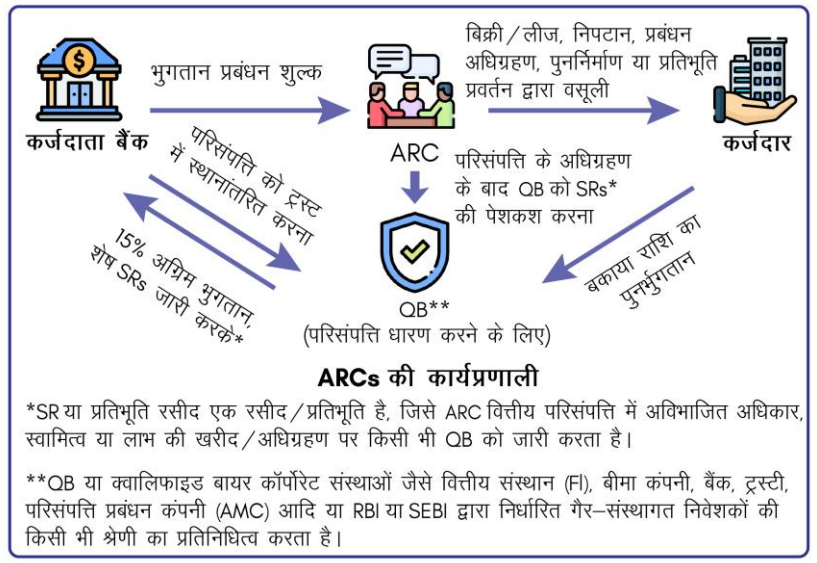 बिक्री/लीज, निपटान, प्रबंधन
अधिग्रहण, पुनर्निर्माण या प्रतिभूति
प्रवर्तन द्वारा वसूली
भुगतान प्रबंधन शुल्क
कर्जदाता बैंक
ARC
कर्जदार
परिसंपत्ति को ट्रस्ट
में स्थानांतरित करना
परिसंपत्ति के अधिग्रहण
के बाद QB को SRs*
की पेशकश करना
15% अग्रिम भुगतान,
शेष SRs जारी करके*
बकाया राशि का
पुनर्भुगतान
QB**
(परिसंपत्ति धारण करने के लिए)
ARCs की कार्यप्रणाली
*SR या प्रतिभूति रसीद एक रसीद/प्रतिभूति है, जिसे ARC वित्तीय परिसंपत्ति में अविभाजित अधिकार,
स्वामित्व या लाभ की खरीद/अधिग्रहण पर किसी भी QB को जारी करता है।
**QB या क्वालिफाइड बायर कॉर्पोरेट संस्थाओं जैसे वित्तीय संस्थान (FI), बीमा कंपनी, बैंक, ट्रस्टी,
परिसंपत्ति प्रबंधन कंपनी (AMC) आदि या RBI या SEBI द्वारा निर्धारित गैर–संस्थागत निवेशकों की
किसी भी श्रेणी का प्रतिनिधित्व करता है।